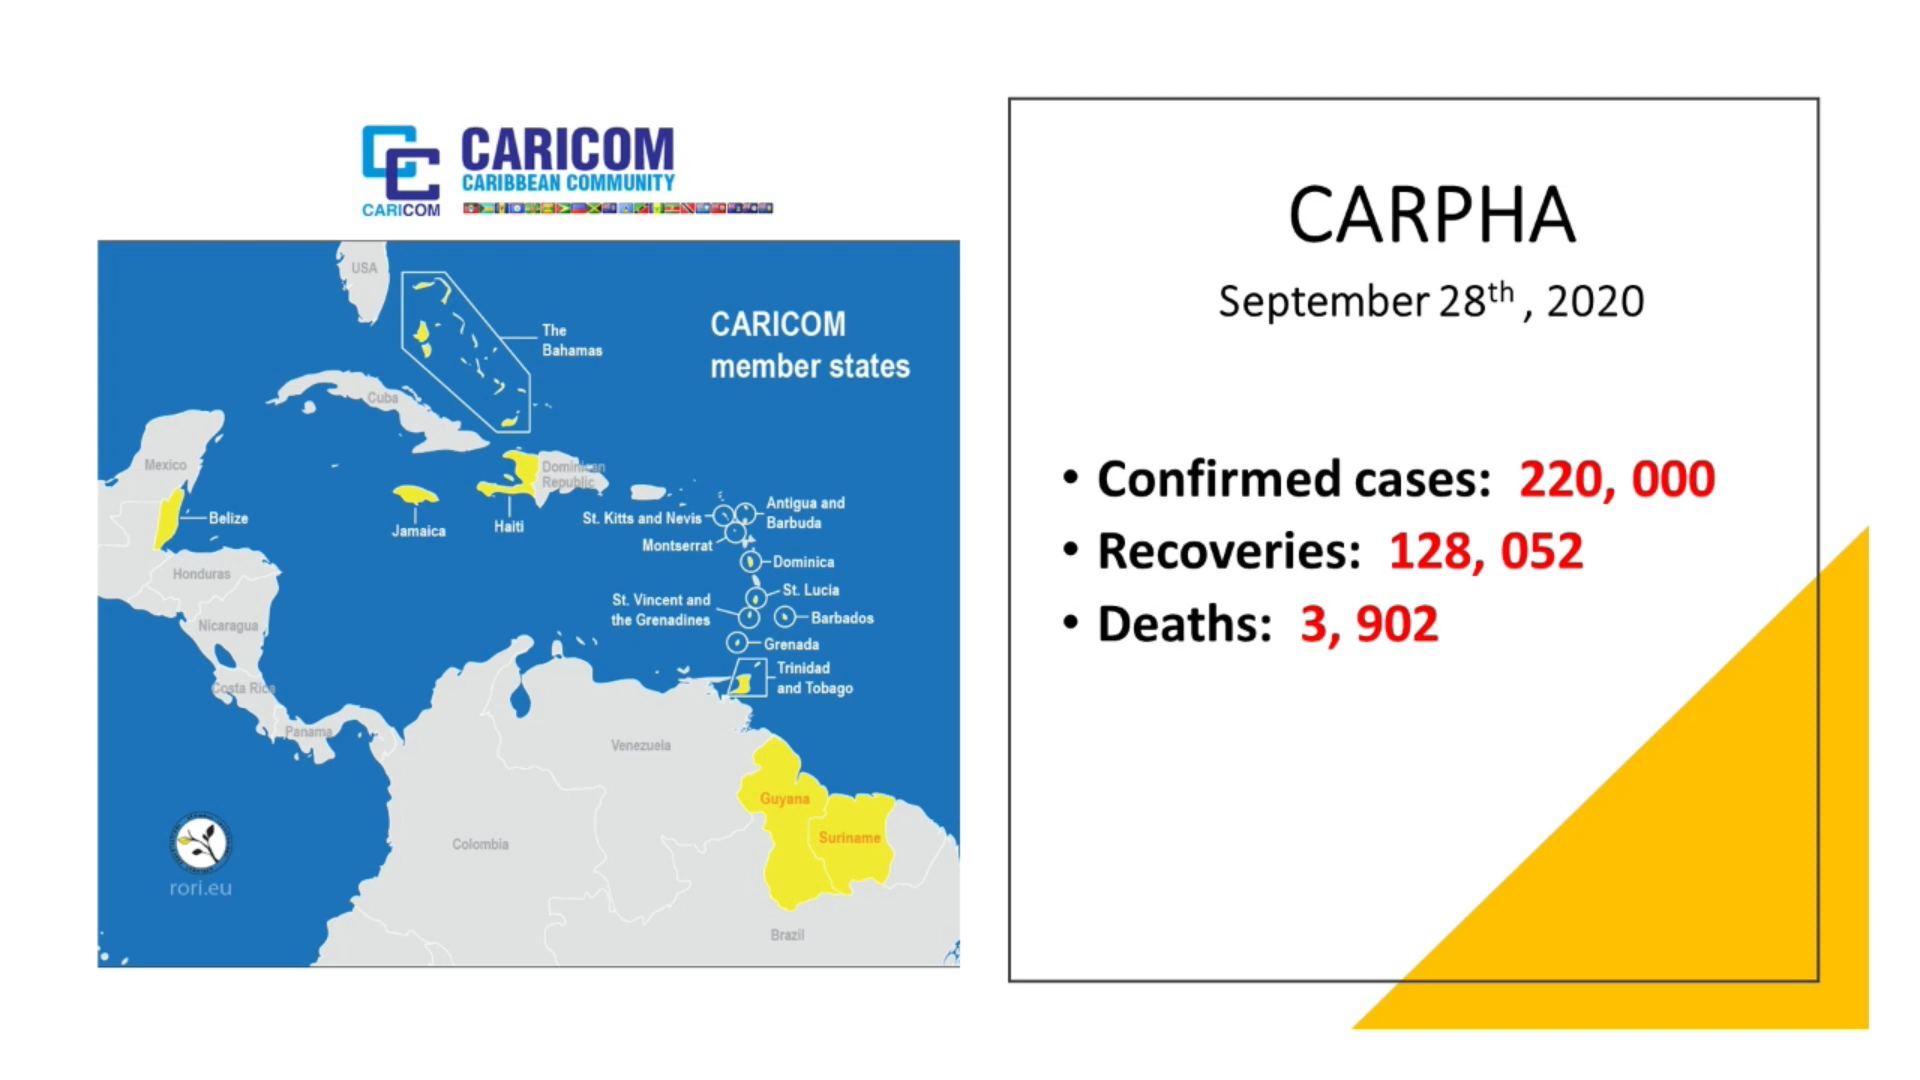 CARICOM
CARICOM
CARIBBEAN COMMUNITY
CARICOM
member states
USA
The
Bahamas
Cuba
Mexico
Dominican
Republic
Belize
Jamaica
Haiti
St. Kitts and Nevis
Antigua and
Barbuda
Montserrat
Dominica
Honduras
St. Lucia
St. Vincent and
the Grenadines
Barbados
Nicaragua
Grenada
Trinidad
and Tobago
Costa Rica
Panama
Venezuela
Guyana
Suriname
Colombia
Brazil
rori.eu
CARPHA
September 28th, 2020
• Confirmed cases: 220, 000
• Recoveries: 128, 052
• Deaths: 3, 902